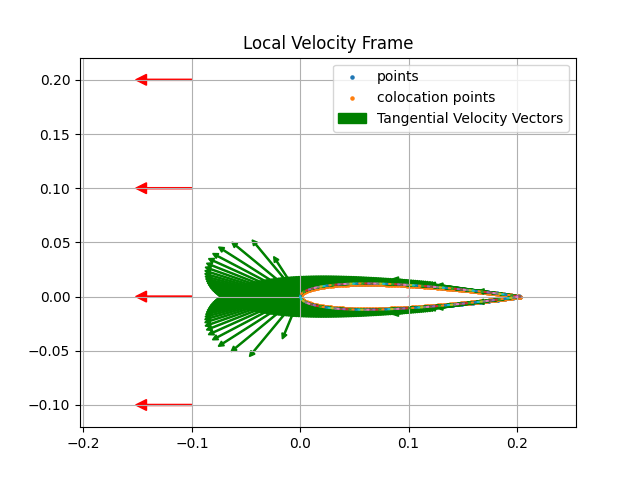 Local Velocity Frame
points
colocation points
Tangential Velocity Vectors
0.20
0.15
0.10
0.05
0.00
−0.05
−0.10
−0.2 −0.1 0.0 0.1 0.2